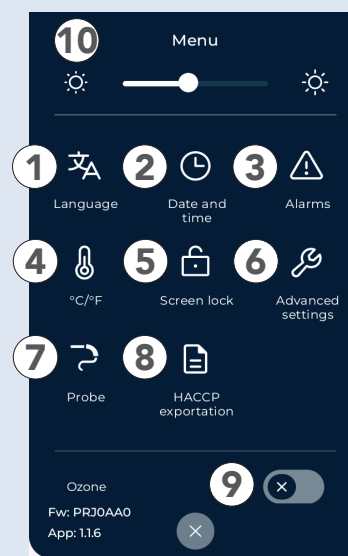 10
Menu
1
2
3
Language
Date and
time
Alarms
4
5
6
°C/°F
Screen lock
Advanced
settings
7
8
Probe
HACCP
exportation
9
Ozone
Fw: PRJ0AA0
App: 1.1.6